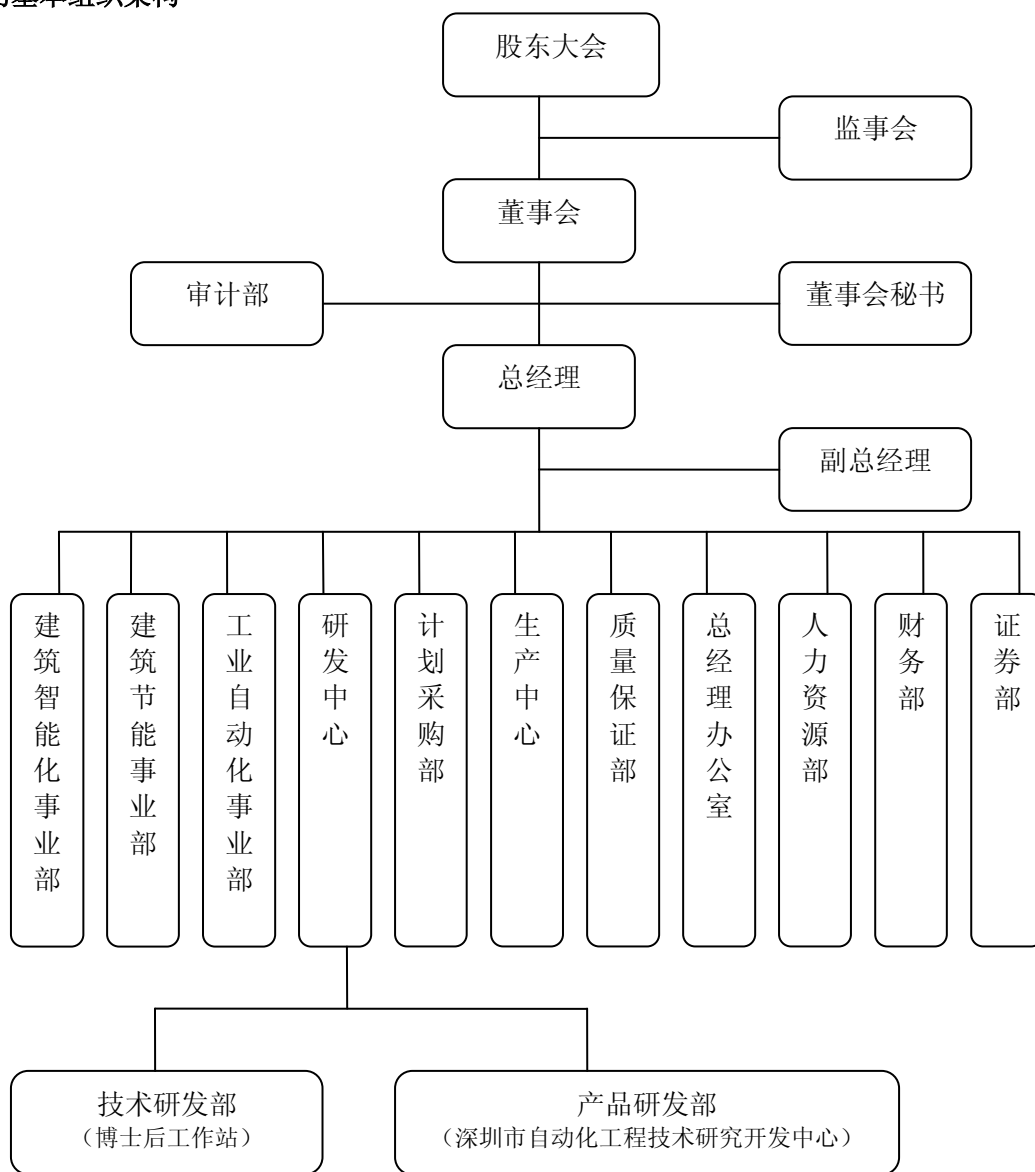 的基本组织架构
股东大会
监事会
董事会
审计部
董事会秘书
总经理
副总经理
建筑智能化事业部
建筑节能事业部
工业自动化事业部
研发中心
计划采购部
生产中心
质量保证部
总经理办公室
人力资源部
财务部
证券部
技术研发部
（博士后工作站）
产品研发部
（深圳市自动化工程技术研究开发中心）